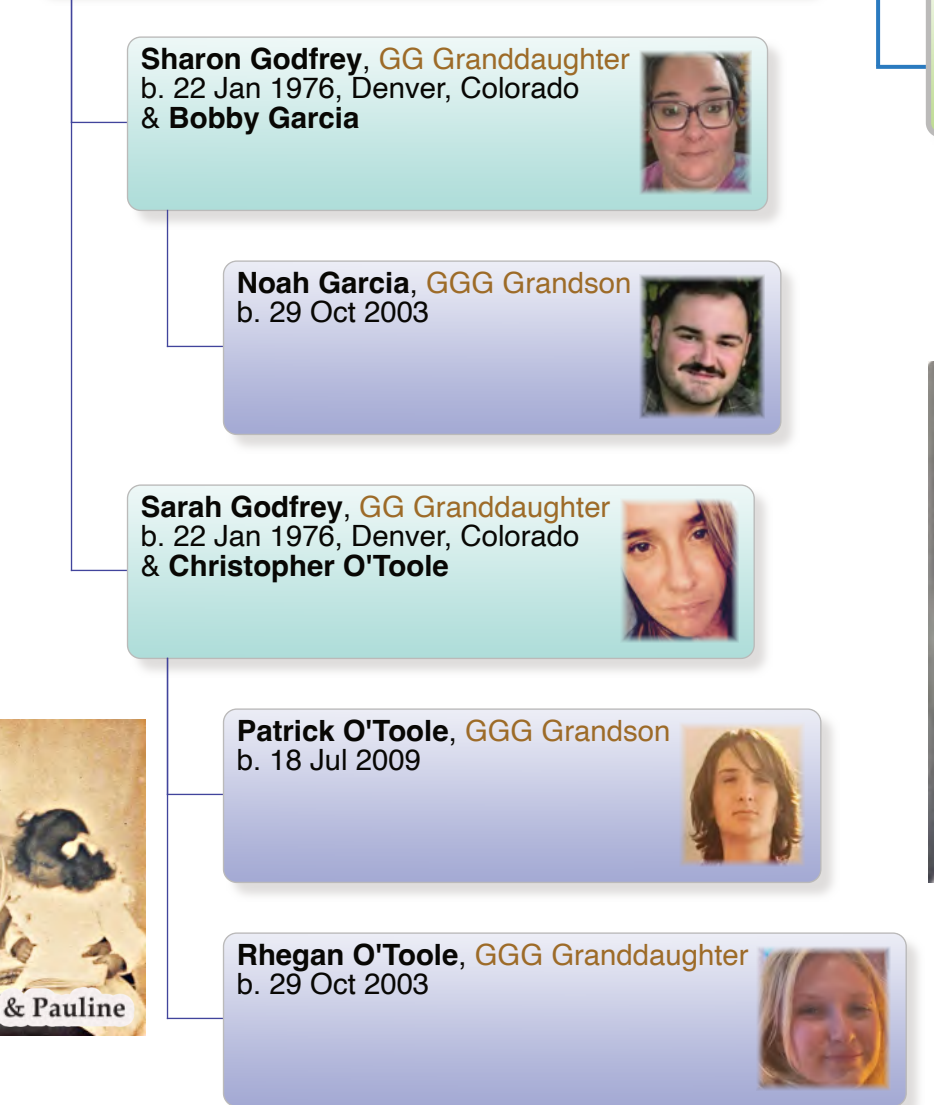 Sharon Godfrey, GG Granddaughter
b. 22 Jan 1976, Denver, Colorado
& Bobby Garcia
Noah Garcia, GGG Grandson
b. 29 Oct 2003
Sarah Godfrey, GG Granddaughter
b. 22 Jan 1976, Denver, Colorado
& Christopher O'Toole
Patrick O'Toole, GGG Grandson
b. 18 Jul 2009
Rhegan O'Toole, GGG Granddaughter
b. 29 Oct 2003
& Pauline